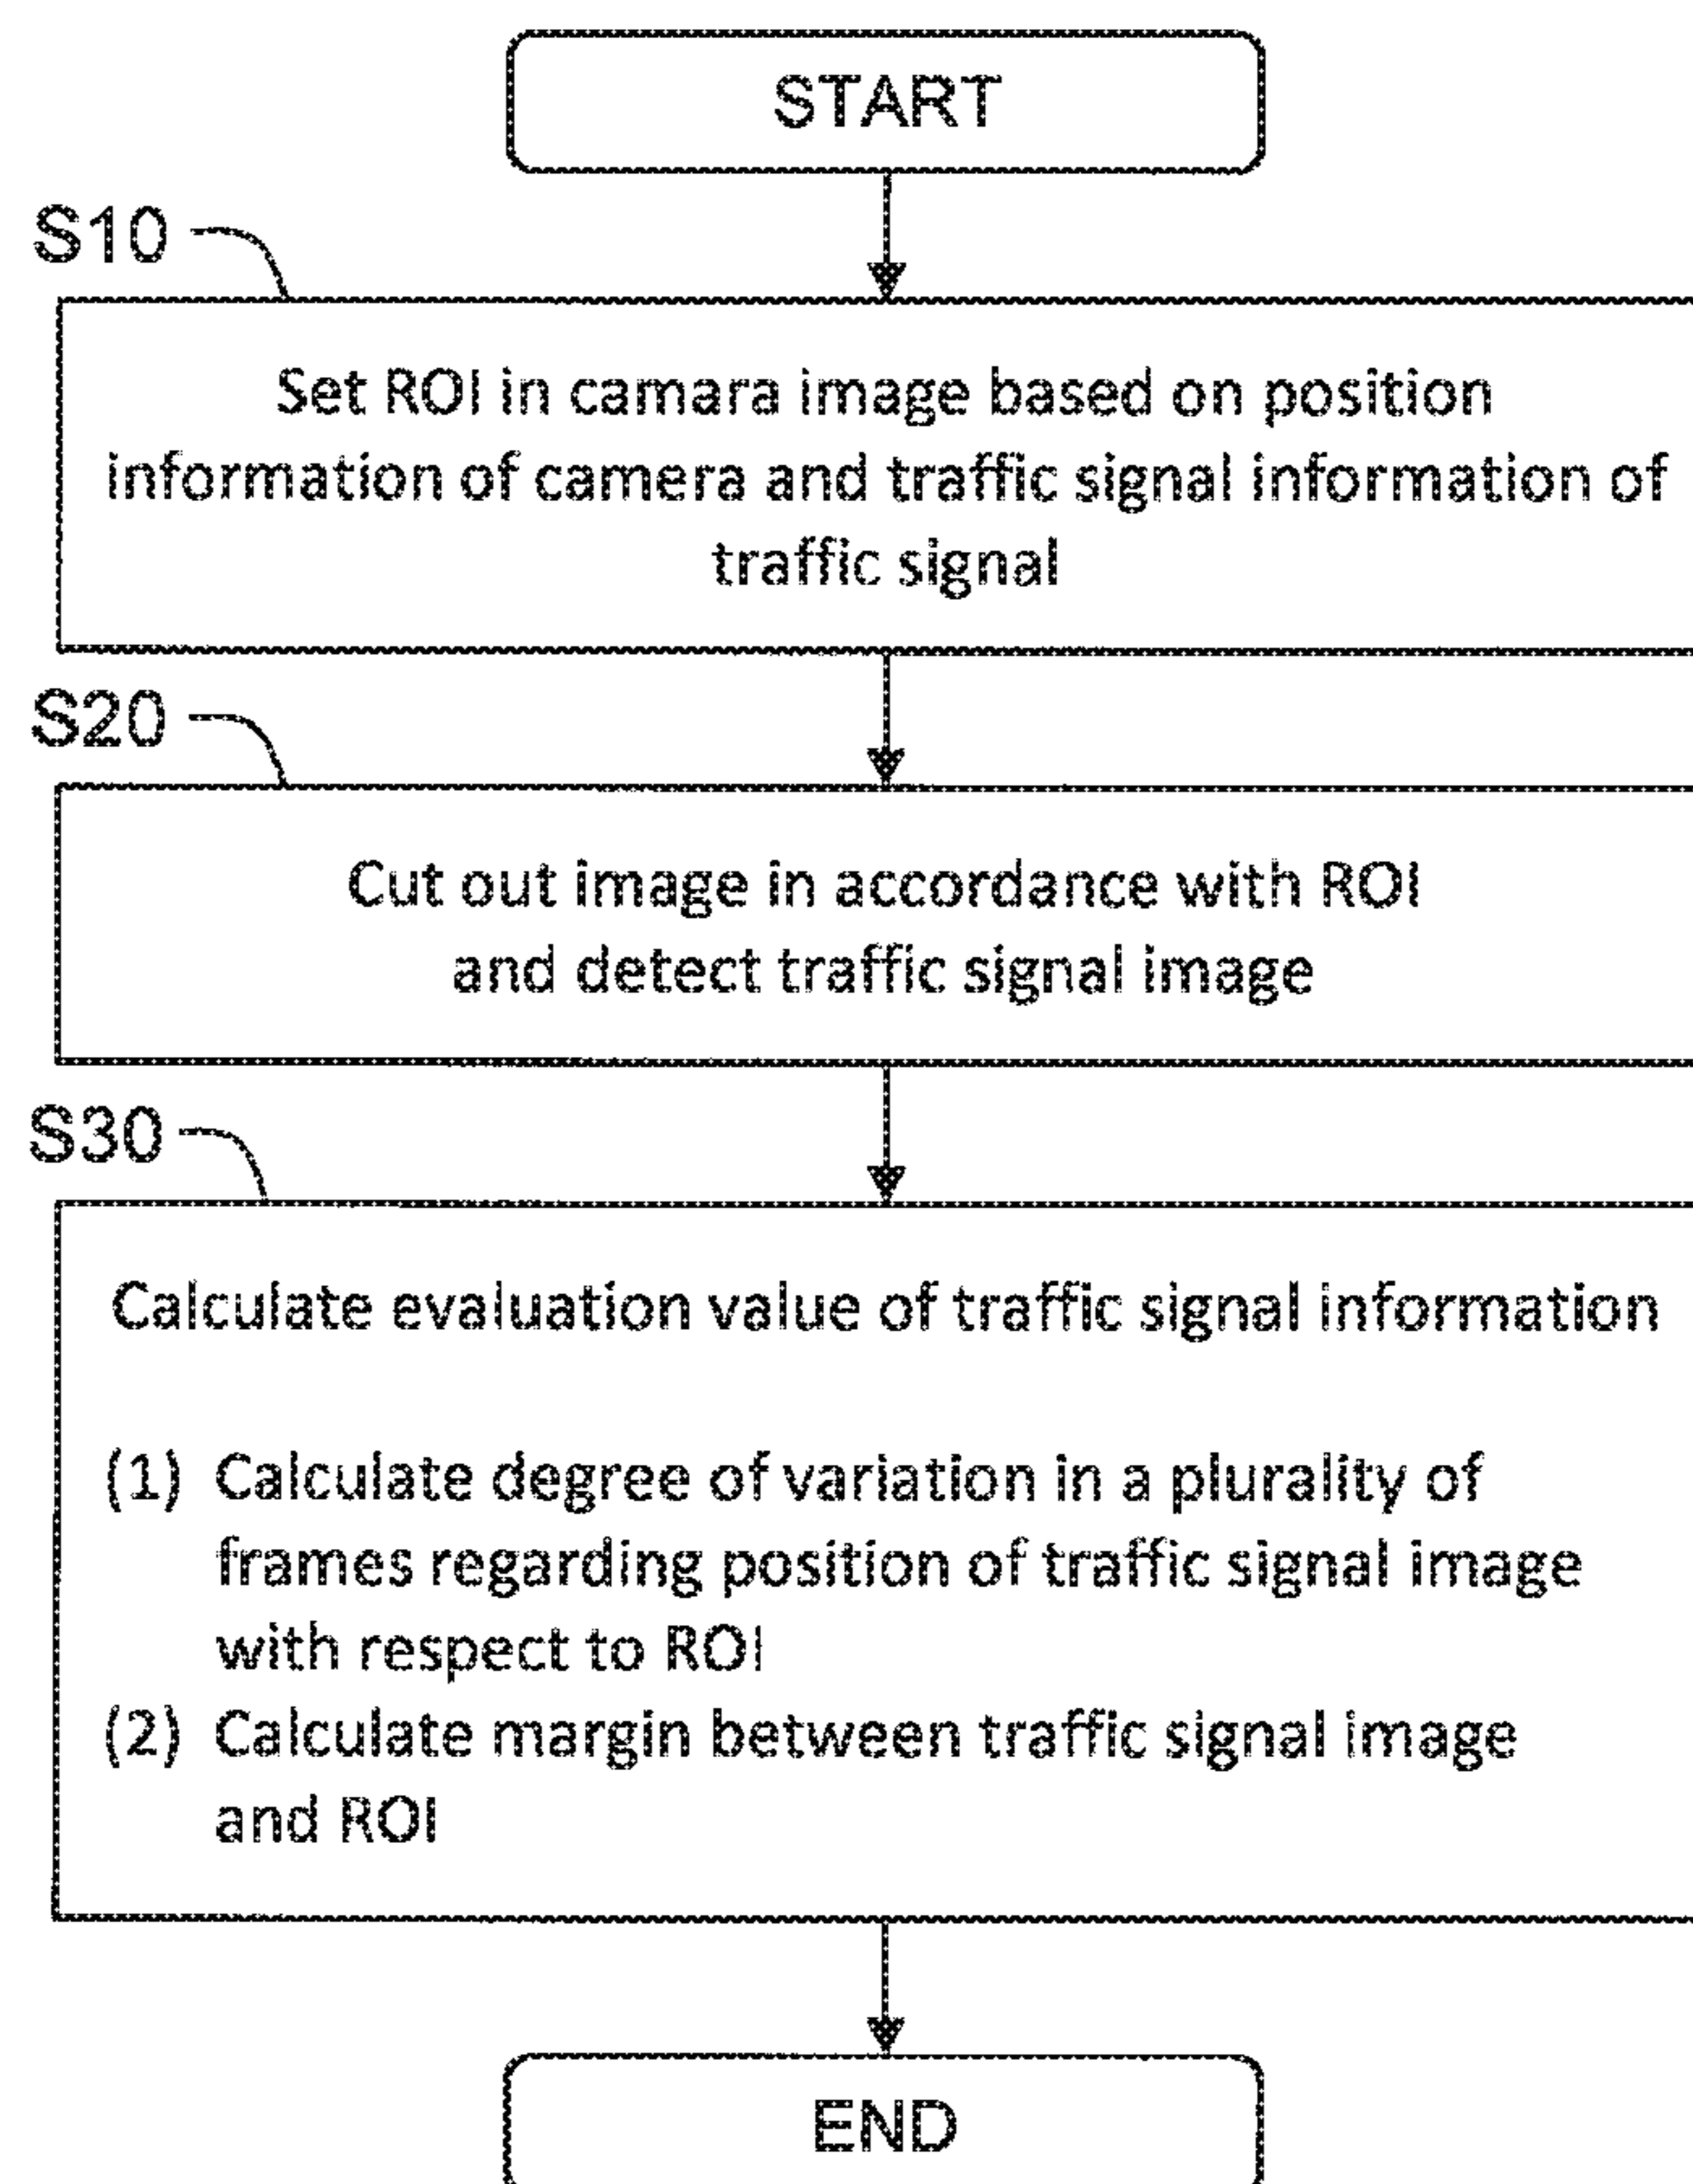 START
S10
Set ROI in camara image based on position
information of camera and traffic signal information of
traffic signal
S20
Cut out image in accordance with ROI
and detect traffic signal image
S30
Calculate evaluation value of traffic signal information
(1) Calculate degree of variation in a plurality of
frames regarding position of traffic signal image
with respect to ROI
(2) Calculate margin between traffic signal image
and ROI
END